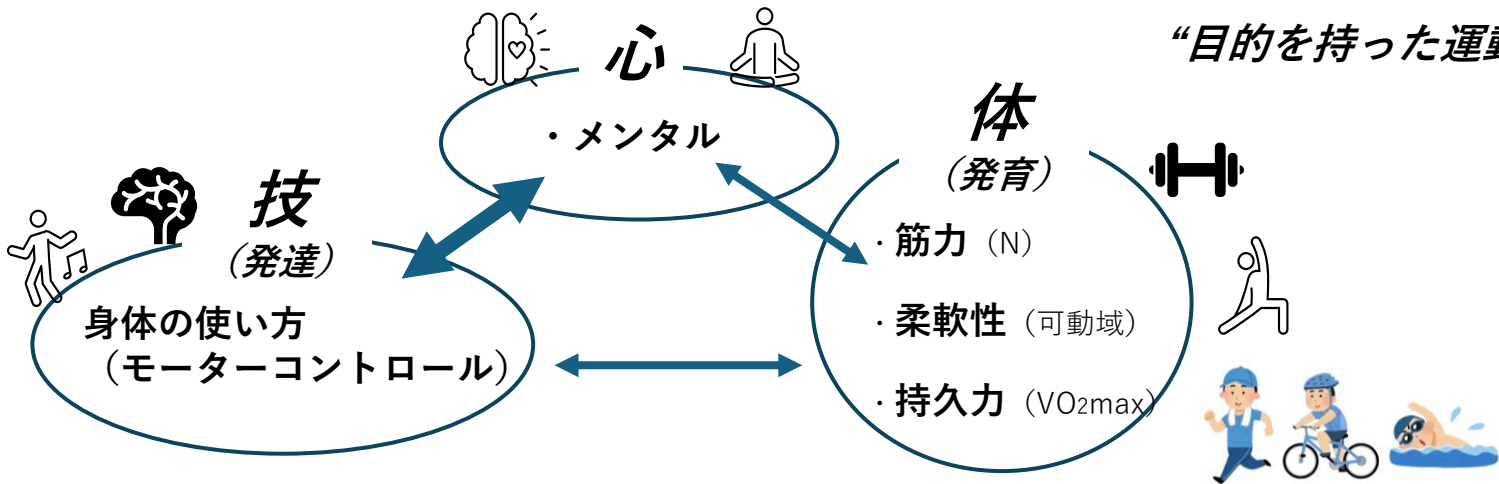 “目的を持った運動
心
・メンタル
体
（発育）
・筋力（N）
・柔軟性（可動域）
・持久力（VO2max）
技
（発達）
身体の使い方
（モーターコントロール）